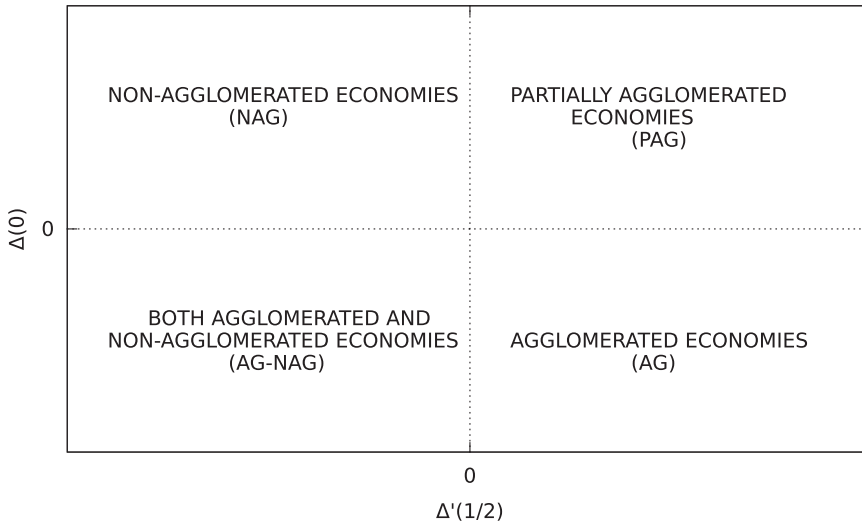 NON-AGGLOMERATED ECONOMIES
(NAG)
PARTIALLY AGGLOMERATED
ECONOMIES
(PAG)
Δ(0)
0
BOTH AGGLOMERATED AND
NON-AGGLOMERATED ECONOMIES
(AG-NAG)
AGGLOMERATED ECONOMIES
(AG)
0
Δ'(1/2)